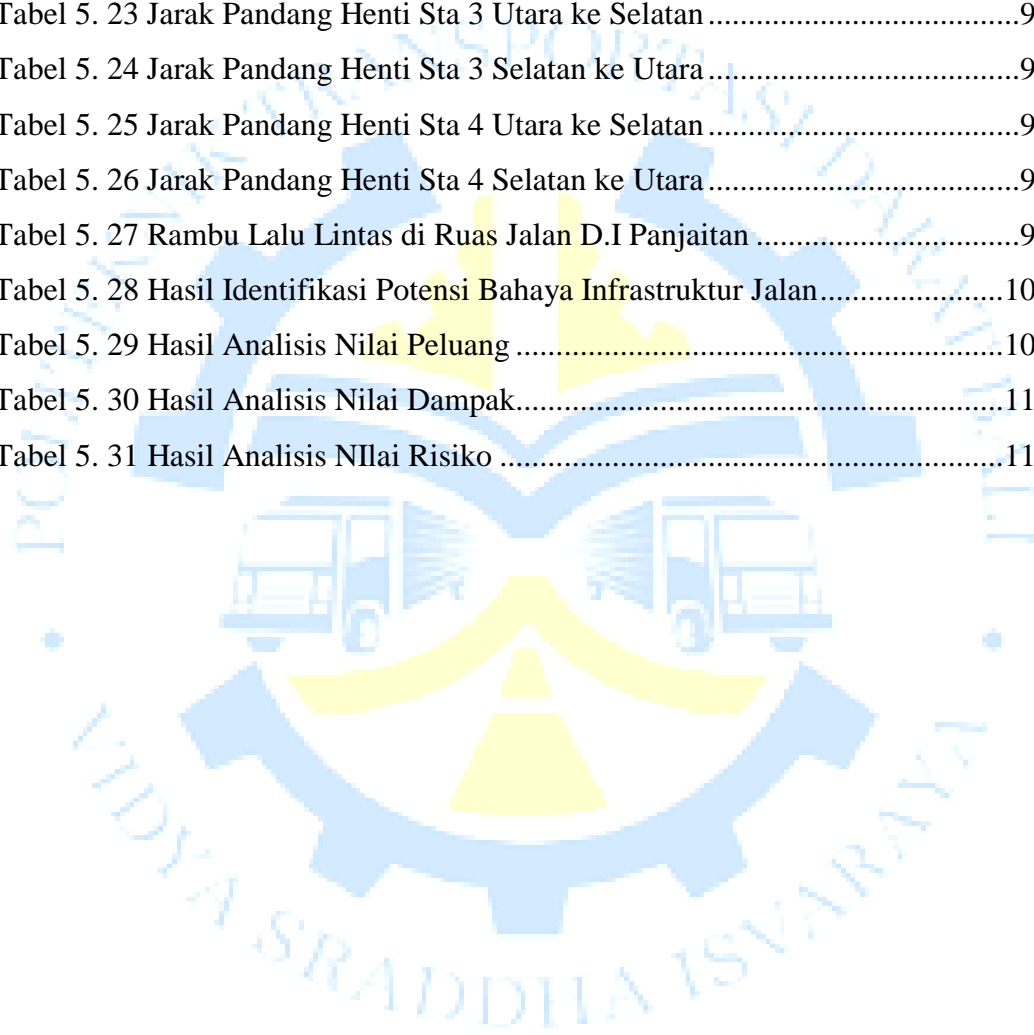 Tabel 5. 23 Jarak Pandang Henti Sta 3 Utara ke Selatan ........................................9
Tabel 5. 24 Jarak Pandang Henti Sta 3 Selatan ke Utara ........................................9
Tabel 5. 25 Jarak Pandang Henti Sta 4 Utara ke Selatan ........................................9
Tabel 5. 26 Jarak Pandang Henti Sta 4 Selatan ke Utara ........................................9
Tabel 5. 27 Rambu Lalu Lintas di Ruas Jalan D.I Panjaitan ..................................9
Tabel 5. 28 Hasil Identifikasi Potensi Bahaya Infrastruktur Jalan.......................10
Tabel 5. 29 Hasil Analisis Nilai Peluang .............................................................10
Tabel 5. 30 Hasil Analisis Nilai Dampak.............................................................11
Tabel 5. 31 Hasil Analisis NIlai Risiko ...............................................................11
VIDYA SRADDHA ISVARAYA